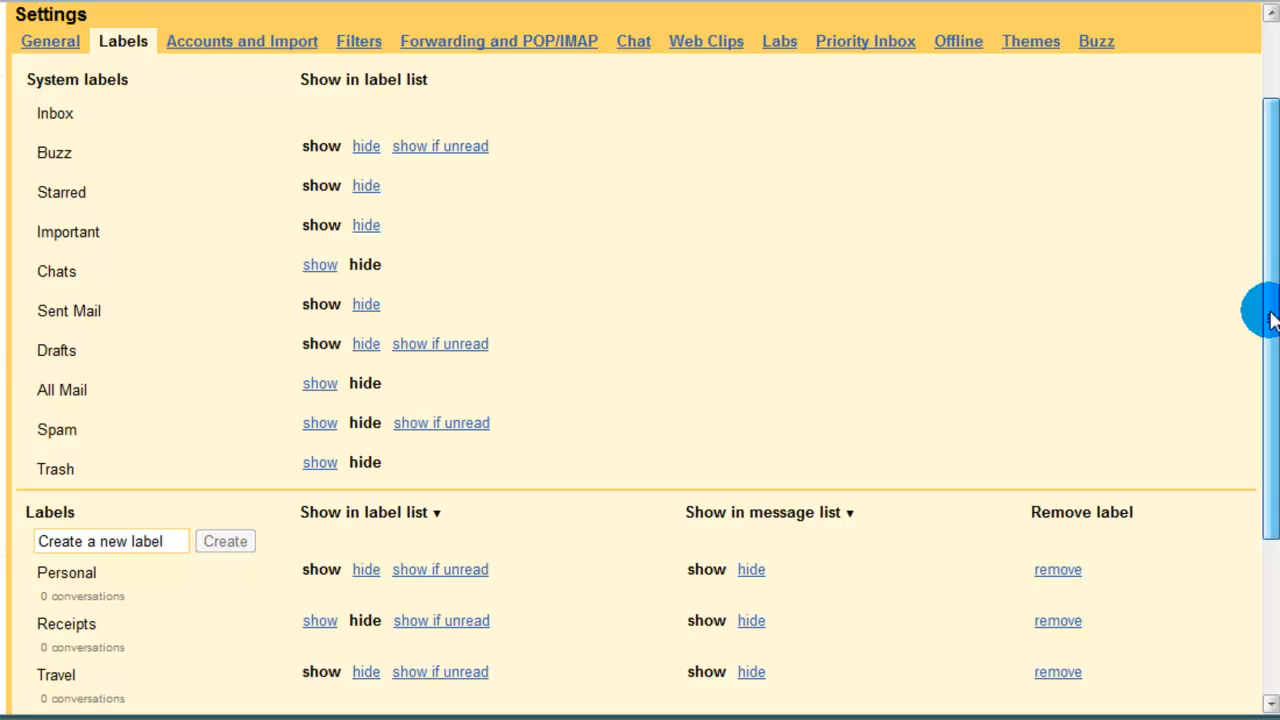 Settings
General Labels Accounts and Import Filters Forwarding and POP/IMAP Chat Web Clips Labs Priority Inbox Offline Themes Buzz
System labels Show in label list
Inbox
Buzz show hide show if unread
Starred show hide
Important show hide
Chats show hide
Sent Mail show hide
Drafts show hide show if unread
All Mail show hide
Spam show hide show if unread
Trash show hide
Labels Show in label list ▼ Show in message list ▼ Remove label
Create a new label Create
Personal show hide show if unread show hide remove
0 conversations
Receipts show hide show if unread show hide remove
0 conversations
Travel show hide show if unread show hide remove
0 conversations